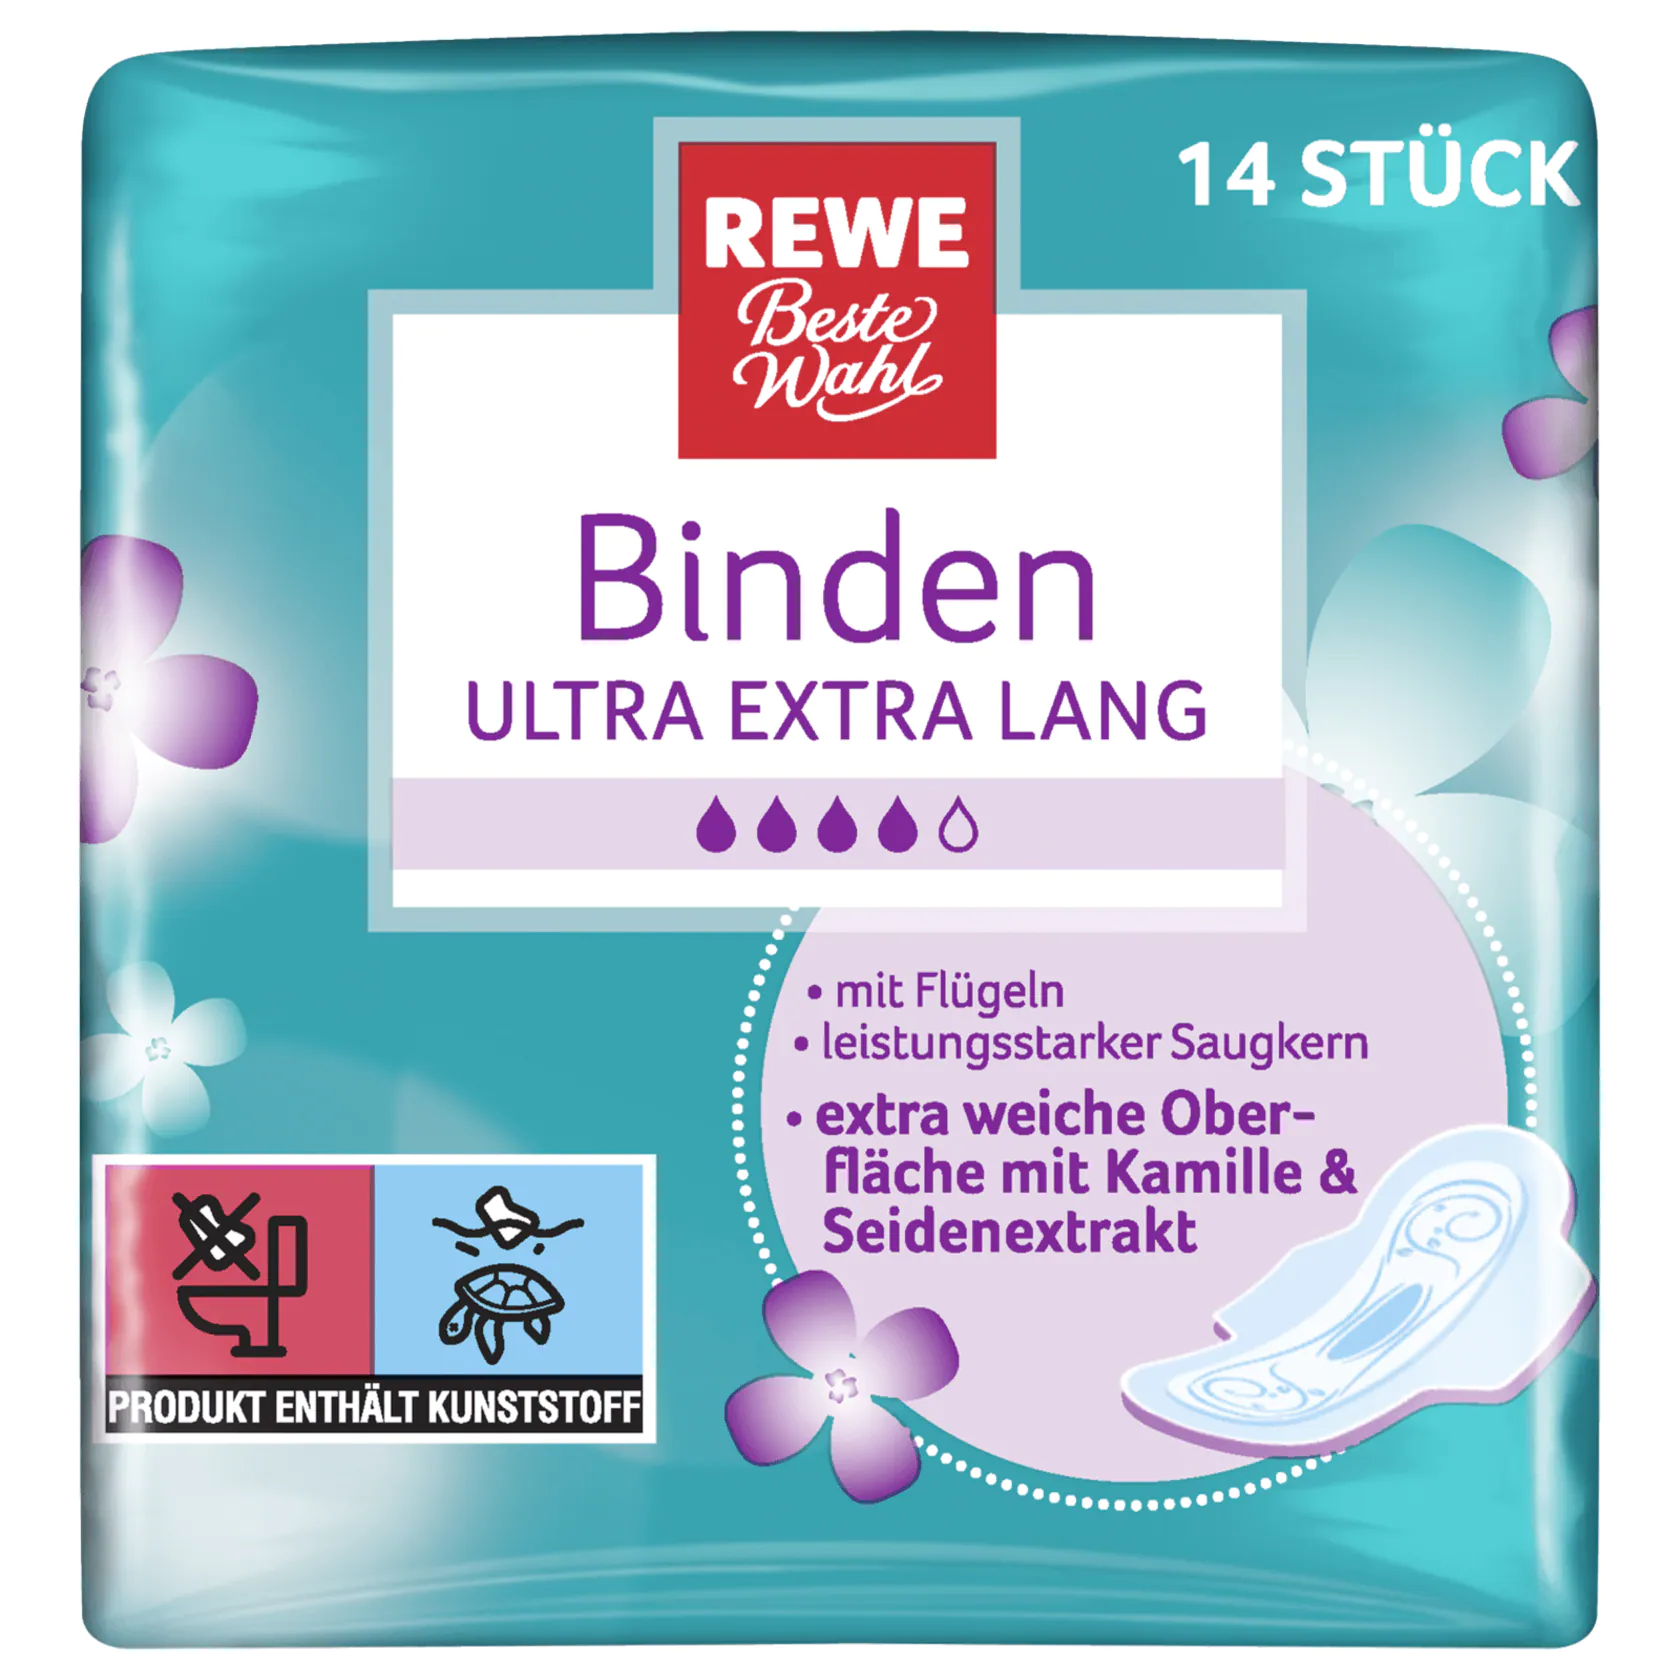 14 STÜCK
REWE
Beste
Wahl
Binden
ULTRA EXTRA LANG
• mit Flügeln
• leistungsstarker Saugkern
• extra weiche Ober-
fläche mit Kamille &
Seidenextrakt
PRODUKT ENTHÄLT KUNSTSTOFF